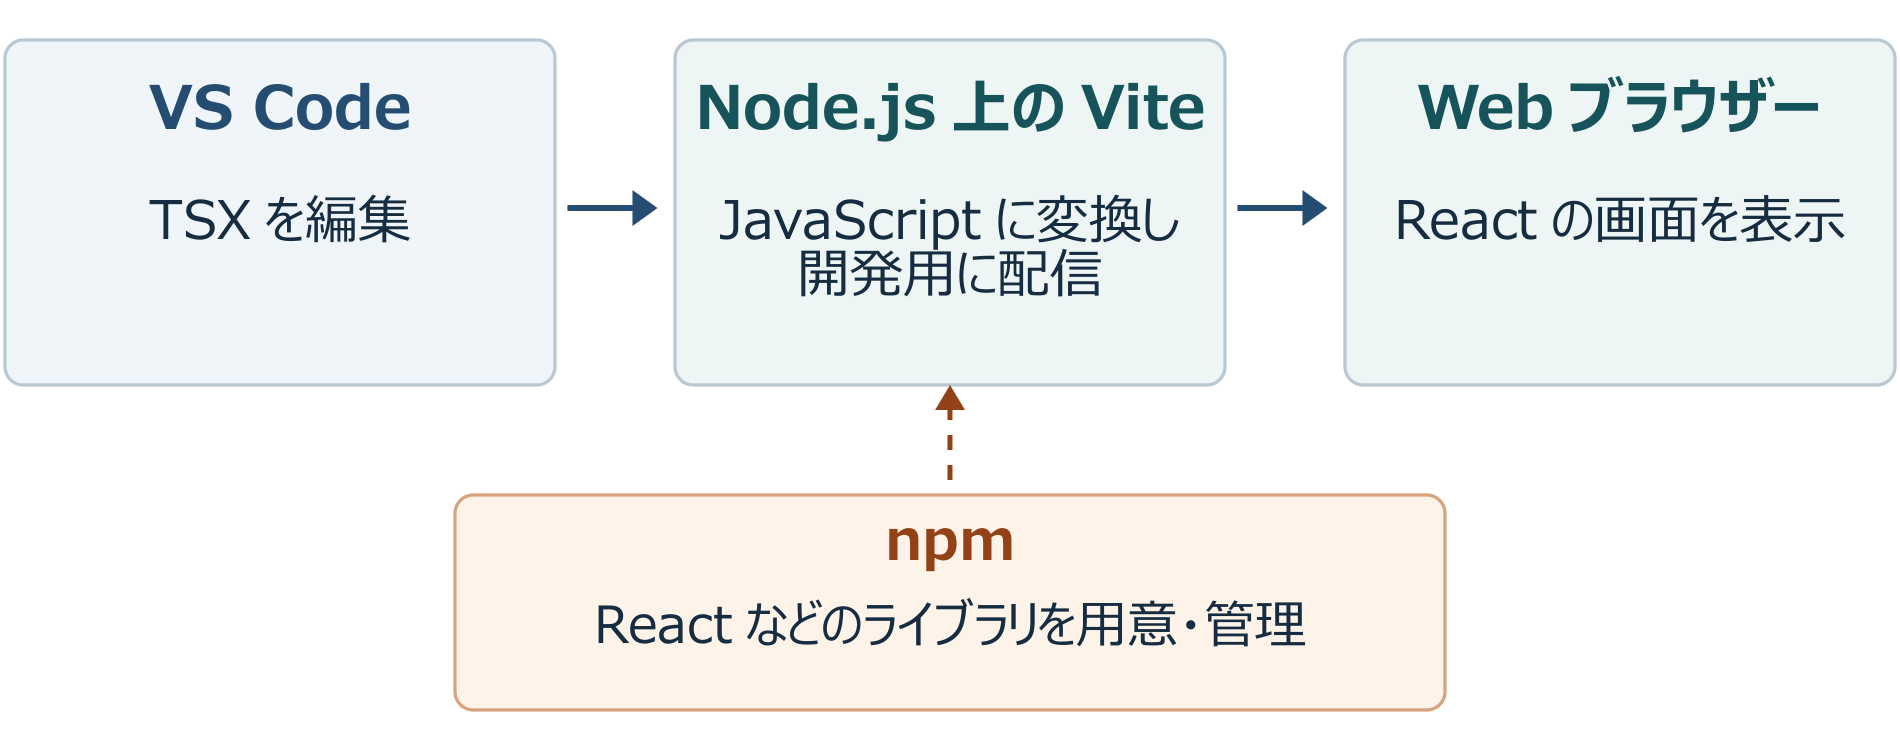 VS Code
TSX を編集
Node.js 上の Vite
JavaScript に変換し
開発用に配信
Web ブラウザー
React の画面を表示
npm
React などのライブラリを用意・管理